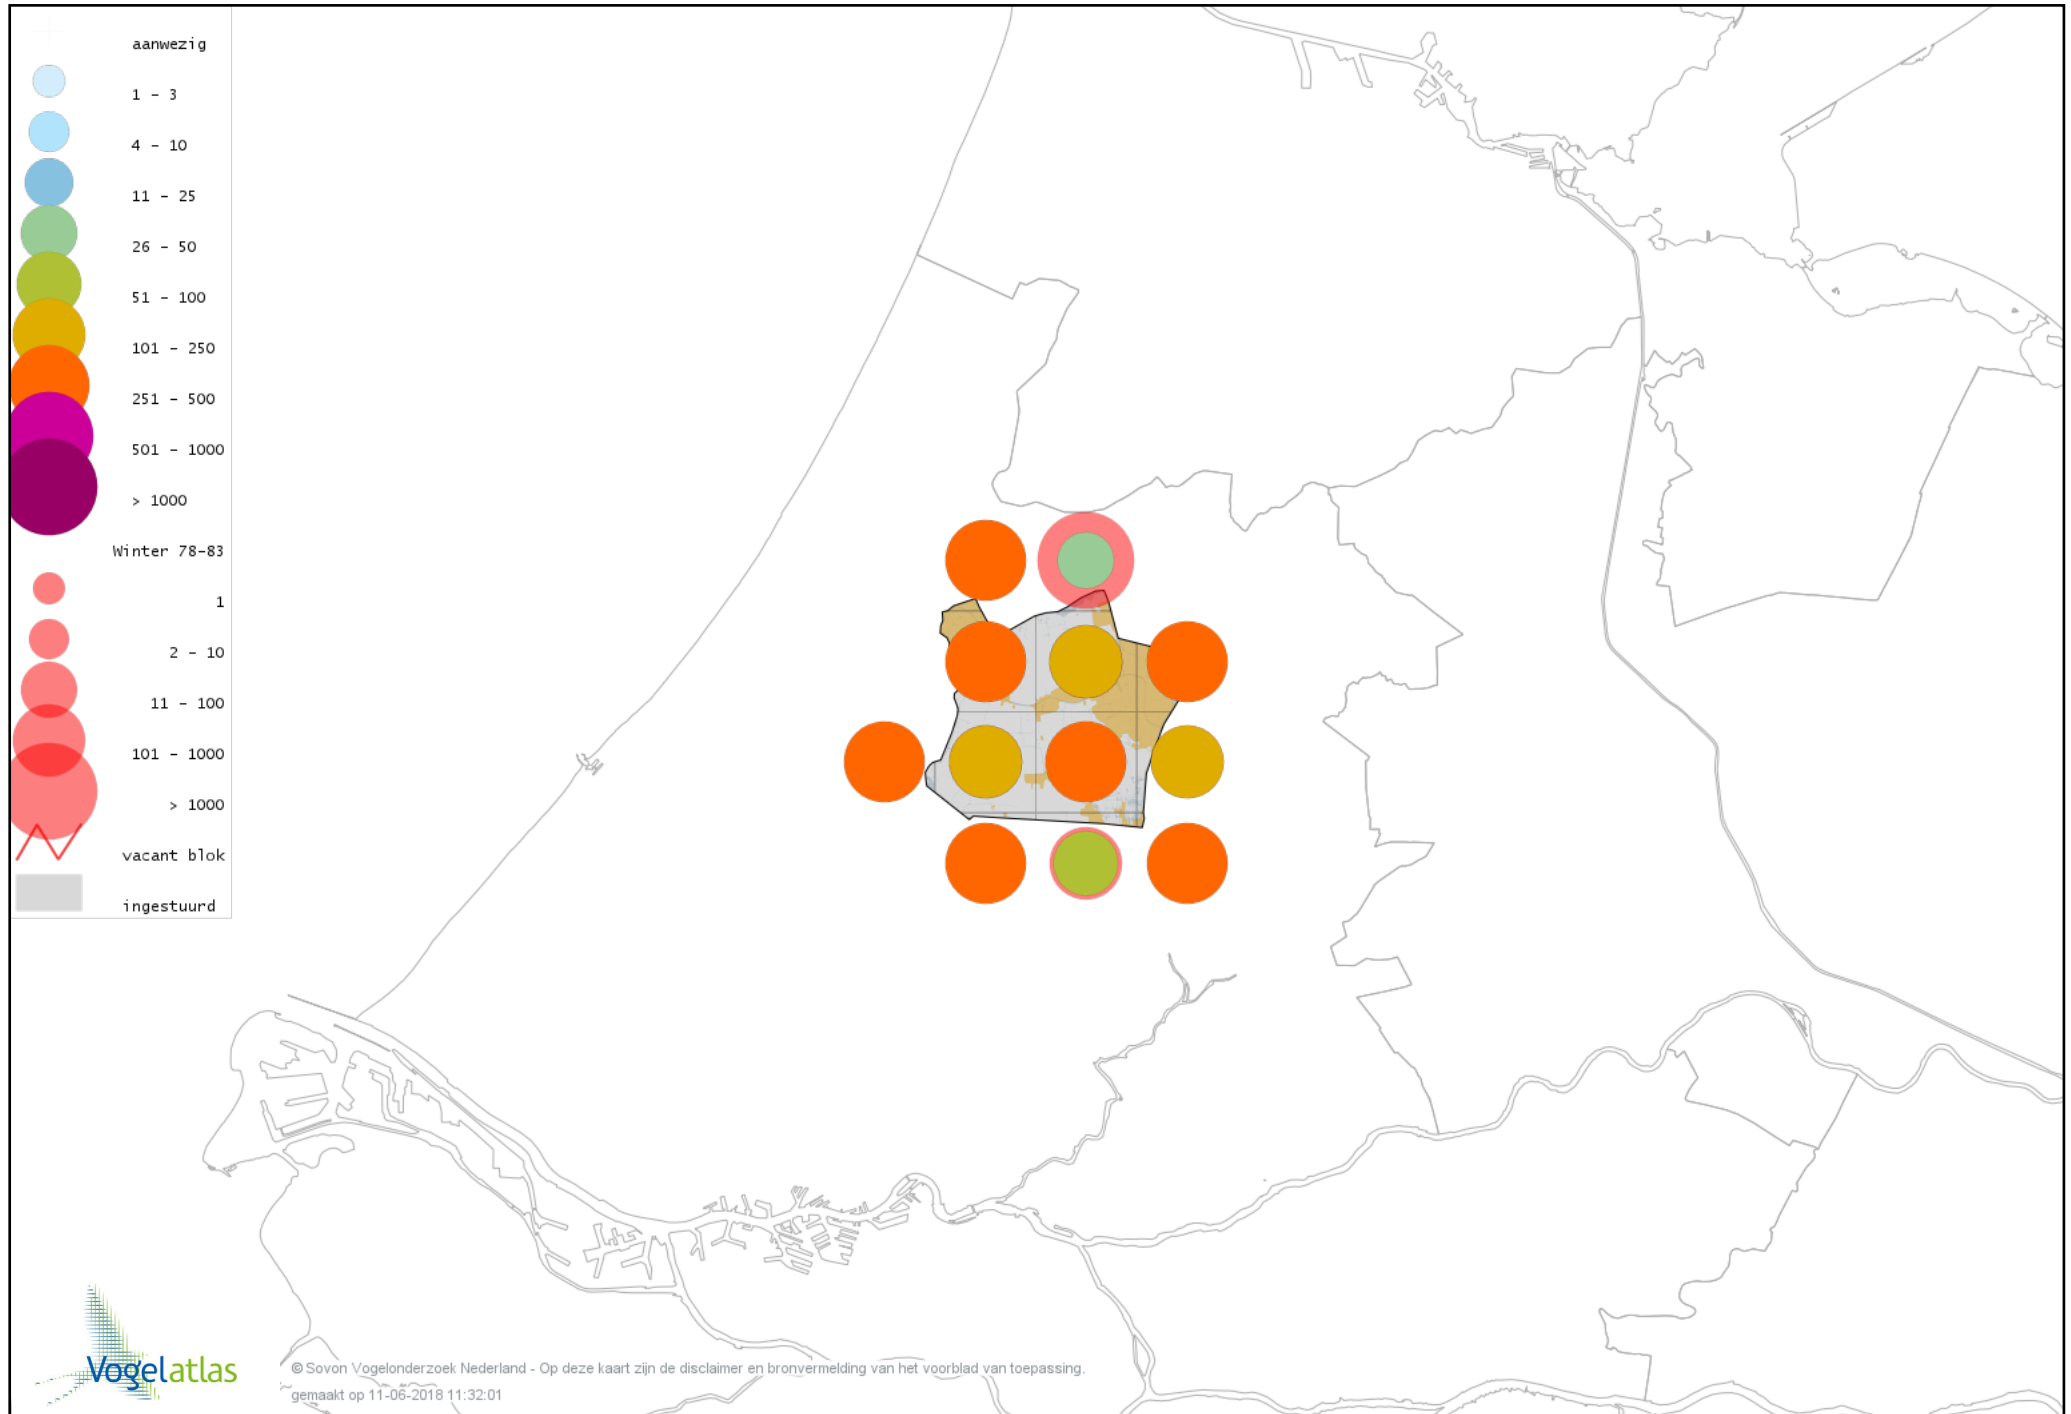 aanwezig
1 - 3
4 - 10
11 - 25
26 - 50
51 - 100
101 - 250
251 - 500
501 - 1000
> 1000
Winter 78-83
1
2 - 10
11 - 100
101 - 1000
> 1000
vacant blok
ingestuurd
Vogelatlas
© Sovon Vogelonderzoek Nederland - Op deze kaart zijn de disclaimer en bronvermelding van het voorblad van toepassing.
gemaakt op 11-06-2018 11:32:01